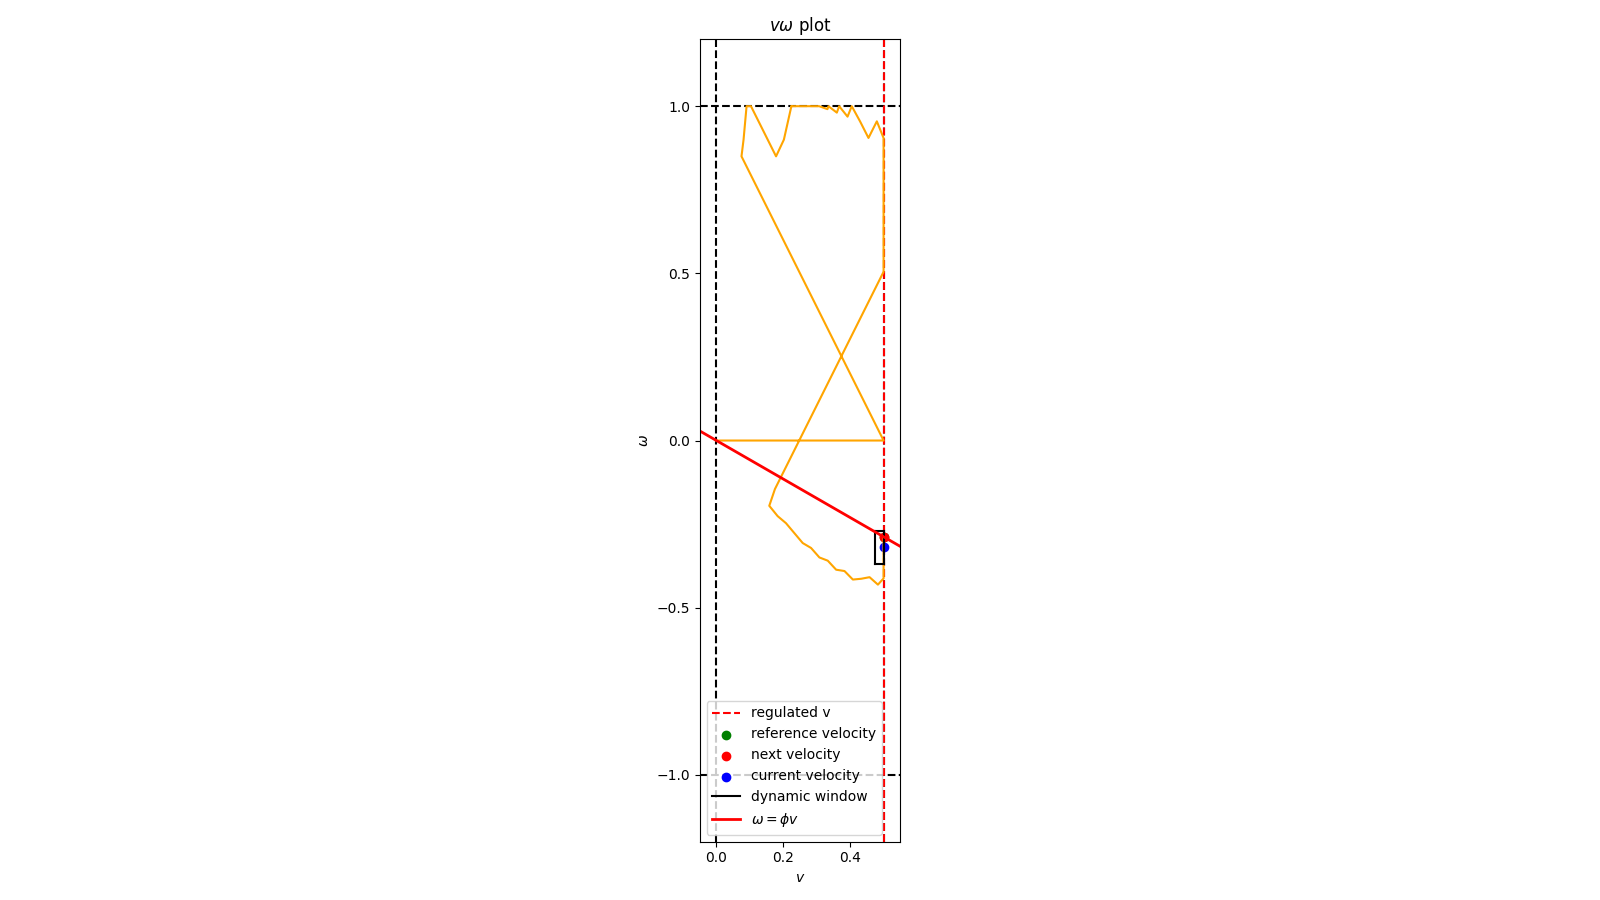 vω plot
1.0
0.5
0.0
−0.5
−1.0
ω
0.0 0.2 0.4
v
regulated v
reference velocity
next velocity
current velocity
dynamic window
ω = ϕv